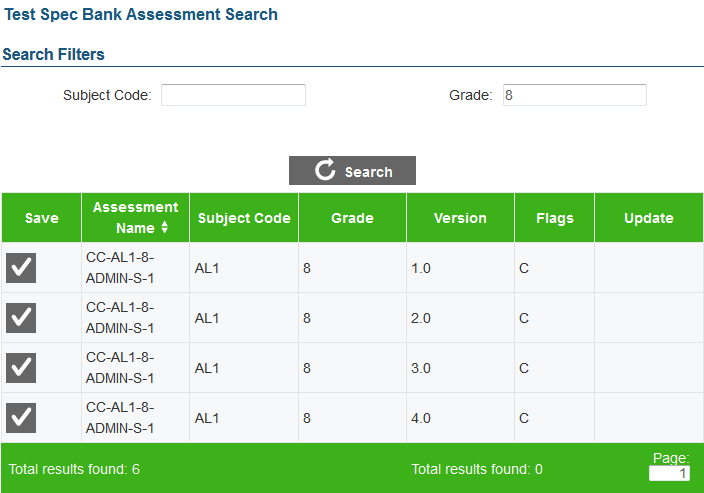 Test Spec Bank Assessment Search
Search Filters
Subject Code: Grade: 8
Search
Save Assessment Name Subject Code Grade Version Flags Update
CC-AL1-8-
ADMIN-S-1 AL1 8 1.0 C
CC-AL1-8-
ADMIN-S-1 AL1 8 2.0 C
CC-AL1-8-
ADMIN-S-1 AL1 8 3.0 C
CC-AL1-8-
ADMIN-S-1 AL1 8 4.0 C
Total results found: 6 Total results found: 0 Page: 1